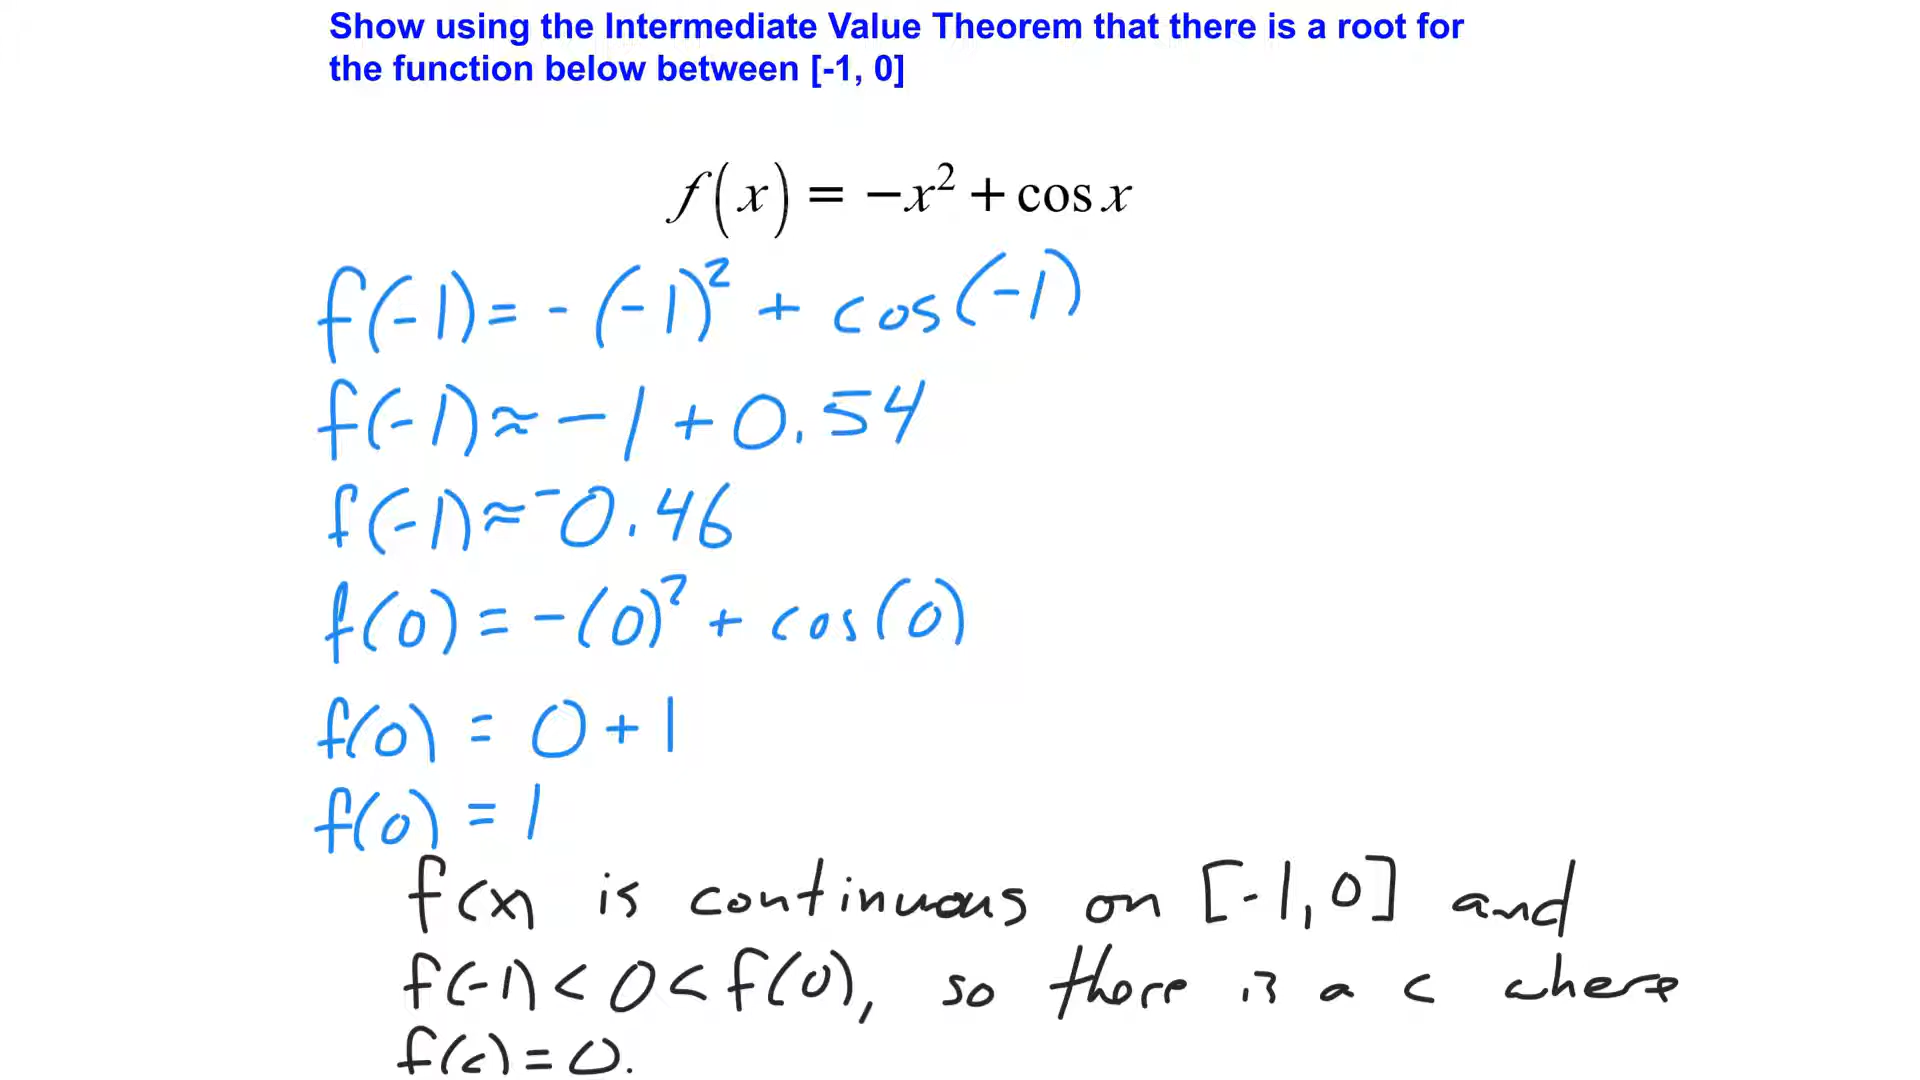 Show using the Intermediate Value Theorem that there is a root for
the function below between [-1, 0]
f(x) = −x² + cos x
f(-1) = -(-1)² + cos(-1)
f(-1) ≈ -1 + 0.54
f(-1) ≈ -0.46
f(0) = -(0)² + cos(0)
f(0) = 0 + 1
f(0) = 1
f(x) is continuous on [-1, 0] and
f(-1) < 0 < f(0), so there is a c where
f(c) = 0.